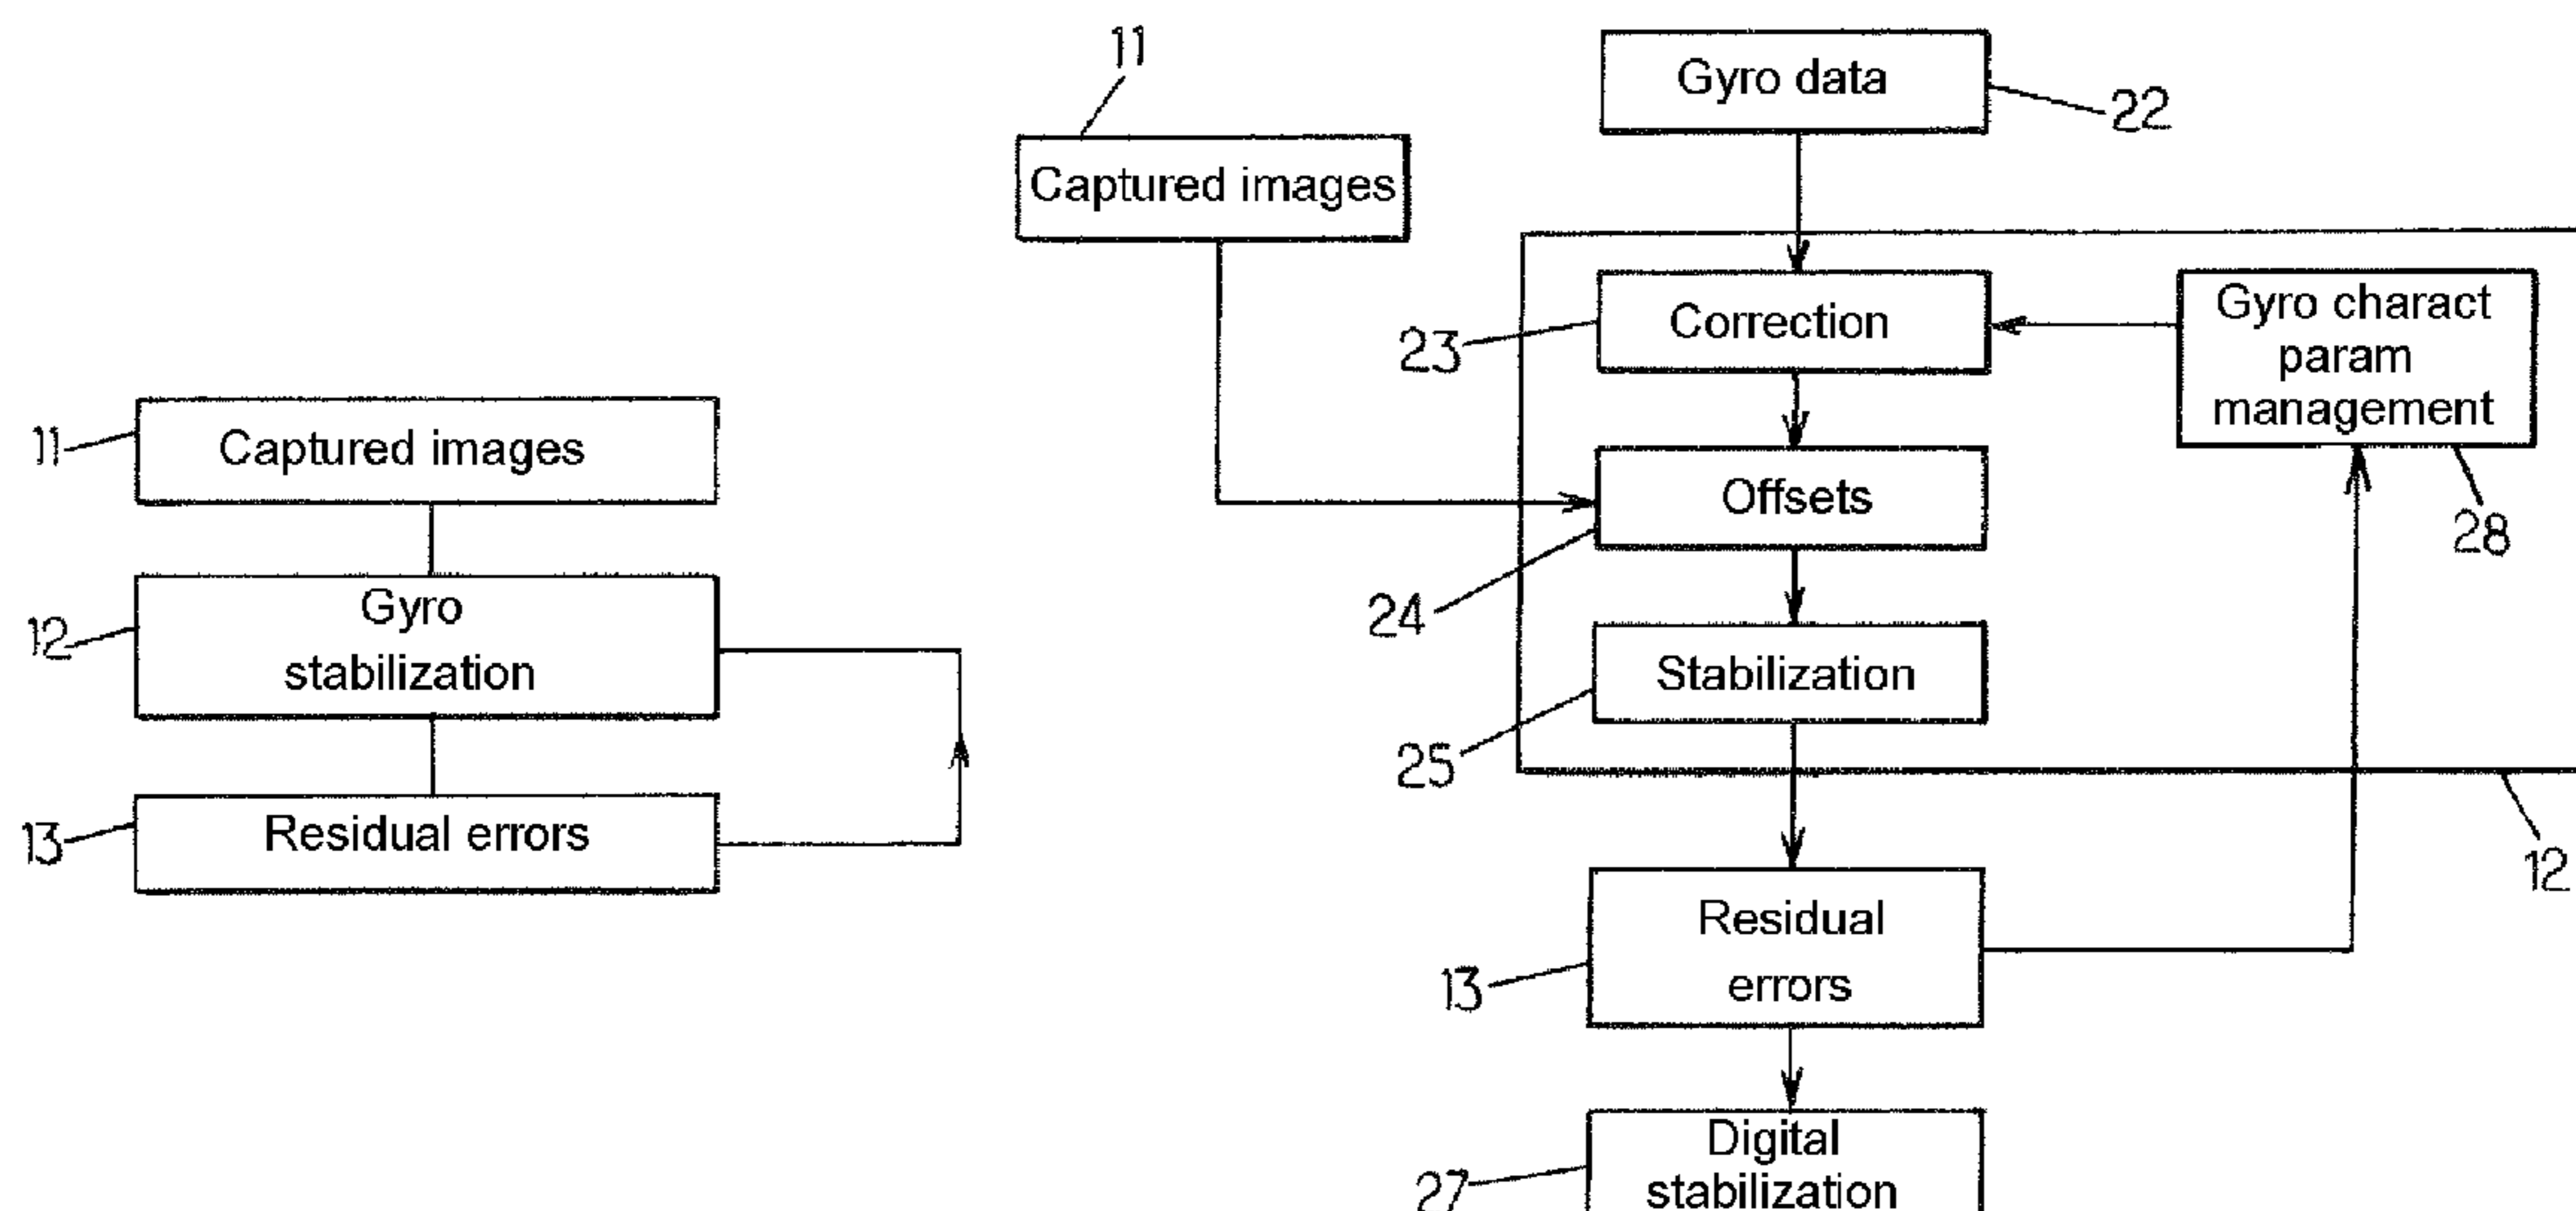 11
Captured images
12
Gyro
stabilization
13
Residual errors
11
Captured images
Gyro data
22
23
Correction
Gyro charact
param
management
28
24
Offsets
25
Stabilization
12
13
Residual
errors
27
Digital
stabilization